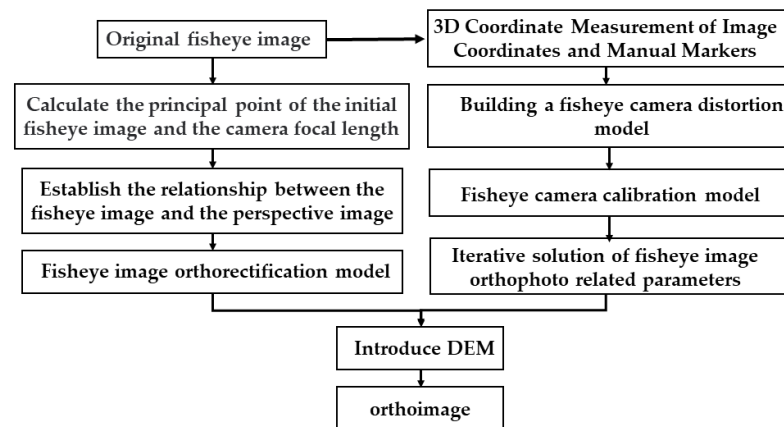 Original fisheye image
3D Coordinate Measurement of Image
Coordinates and Manual Markers
Calculate the principal point of the initial
fisheye image and the camera focal length
Building a fisheye camera distortion
model
Establish the relationship between the
fisheye image and the perspective image
Fisheye camera calibration model
Fisheye image orthorectification model
Iterative solution of fisheye image
orthophoto related parameters
Introduce DEM
orthoimage